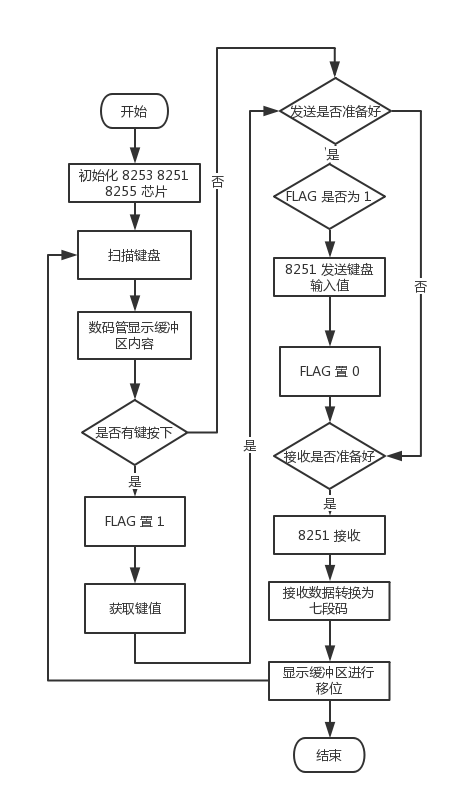 开始
初始化 8253 8251
8255 芯片
扫描键盘
数码管显示缓冲
区内容
是否有键按下
是
FLAG 置 1
获取键值
否
是
发送是否准备好
是
FLAG 是否为 1
8251 发送键盘
输入值
FLAG 置 0
否
接收是否准备好
是
8251 接收
接收数据转换为
七段码
显示缓冲区进行
移位
结束